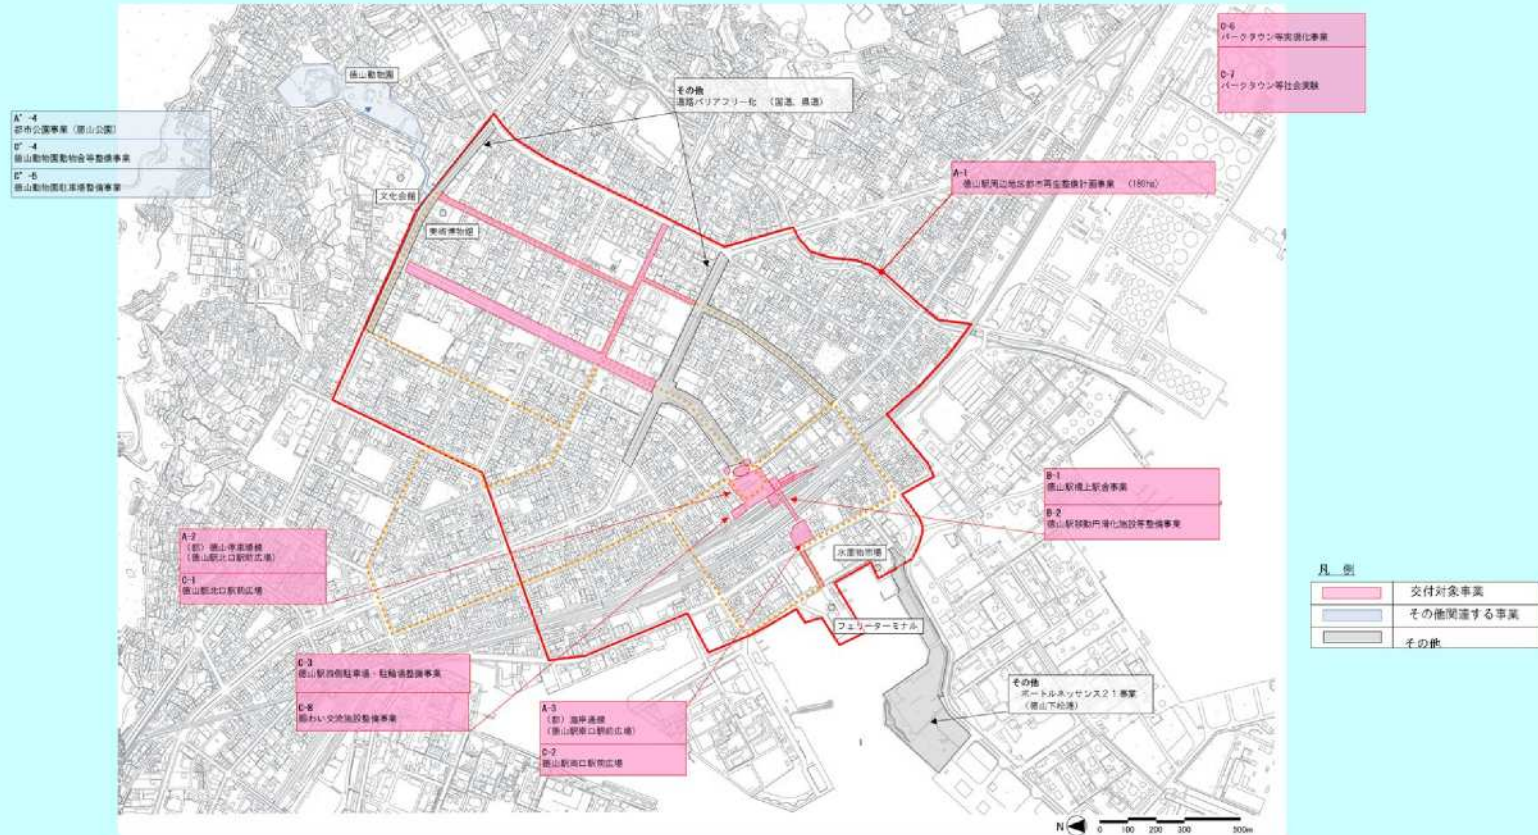 徳山動物園
その他
道路バリアフリー化 (国道、県道)
C-6
パークタウン等実現化事業
C-7
パークタウン等社会実験
A'-4
都市公園事業(徳山公園)
徳山動物園動物舎等整備事業
徳山動物園駐車場整備事業
文化会館
美術博物館
A-1
徳山駅周辺地区都市再生整備計画事業 (180ha)
B-1
徳山駅橋上駅舎事業
B-2
徳山駅移動円滑化施設等整備事業
A-2
(都)徳山停車場線
(徳山駅北口駅前広場)
C-1
徳山駅北口駅前広場
水産物市場
フェリーターミナル
C-3
徳山駅西側駐車場・駐輪場整備事業
C-8
賑わい交流施設整備事業
A-3
(都)海岸通線
(徳山駅南口駅前広場)
C-2
徳山駅南口駅前広場
その他
ポートルネッサンス21事業
(徳山下松港)
凡 例
交付対象事業
その他関連する事業
その他
N
0 100 200 300 500m